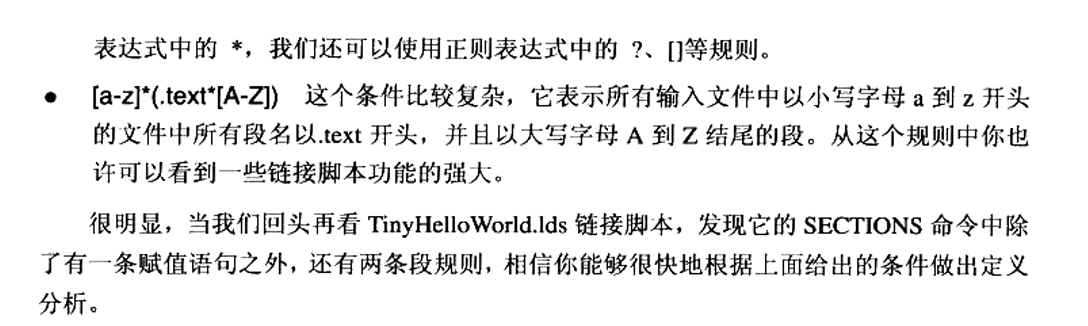 表达式中的 *，我们还可以使用正则表达式中的 ?、[]等规则。
● [a-z]*(.text*[A-Z]) 这个条件比较复杂，它表示所有输入文件中以小写字母 a 到 z 开头
的文件中所有段名以.text 开头，并且以大写字母 A 到 Z 结尾的段。从这个规则中你也
许可以看到一些链接脚本功能的强大。
很明显，当我们回头再看 TinyHelloWorld.lds 链接脚本，发现它的 SECTIONS 命令中除
了有一条赋值语句之外，还有两条段规则，相信你能够很快地根据上面给出的条件做出定义
分析。